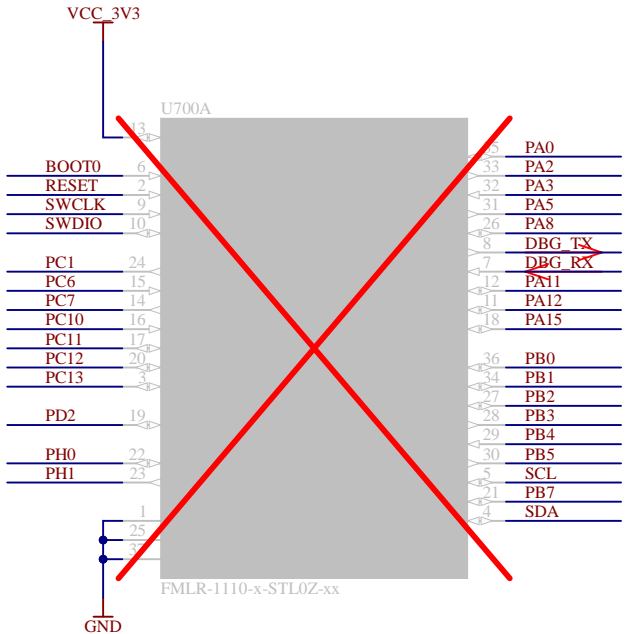 VCC_3V3
U700A
13
BOOT0 6
RESET 2
SWCLK 9
SWDIO 10
PC1 24
PC6 15
PC7 14
PC10 16
PC11 17
PC12 20
PC13 3
PD2 19
PH0 22
PH1 23
1
25
GND
PA0
33 PA2
32 PA3
31 PA5
26 PA8
8 DBG_TX
7 DBG_RX
12 PA11
11 PA12
18 PA15
36 PB0
34 PB1
27 PB2
28 PB3
29 PB4
30 PB5
5 SCL
21 PB7
4 SDA
FMLR-1110-x-STL0Z-xx